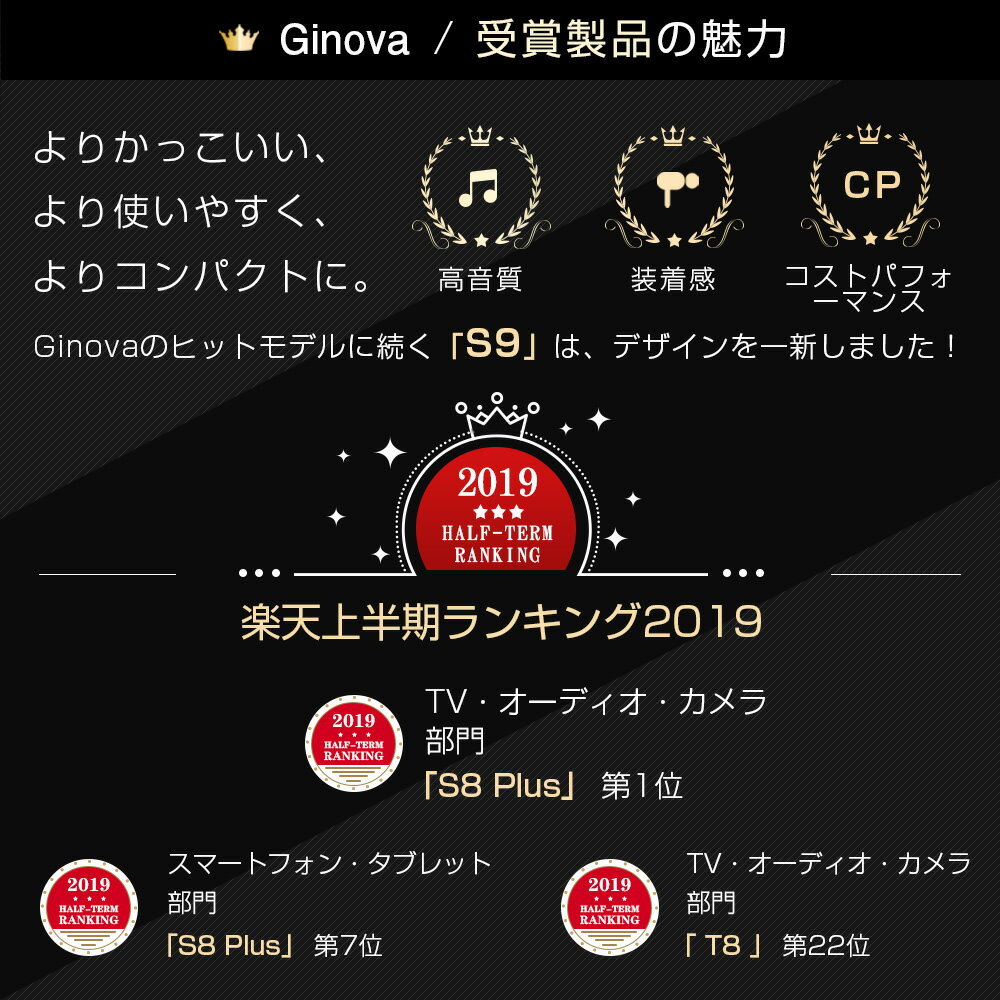 Ginova / 受賞製品の魅力
よりかっこいい、
より使いやすく、
よりコンパクトに。
高音質
装着感
CP
コストパフォ
ーマンス
Ginovaのヒットモデルに続く「S9」は、デザインを一新しました！
2019
HALF-TERM
RANKING
楽天上半期ランキング2019
2019
HALF-TERM
RANKING
TV・オーディオ・カメラ
部門
「S8 Plus」 第1位
2019
HALF-TERM
RANKING
スマートフォン・タブレット
部門
「S8 Plus」 第7位
2019
HALF-TERM
RANKING
TV・オーディオ・カメラ
部門
「 T8 」 第22位